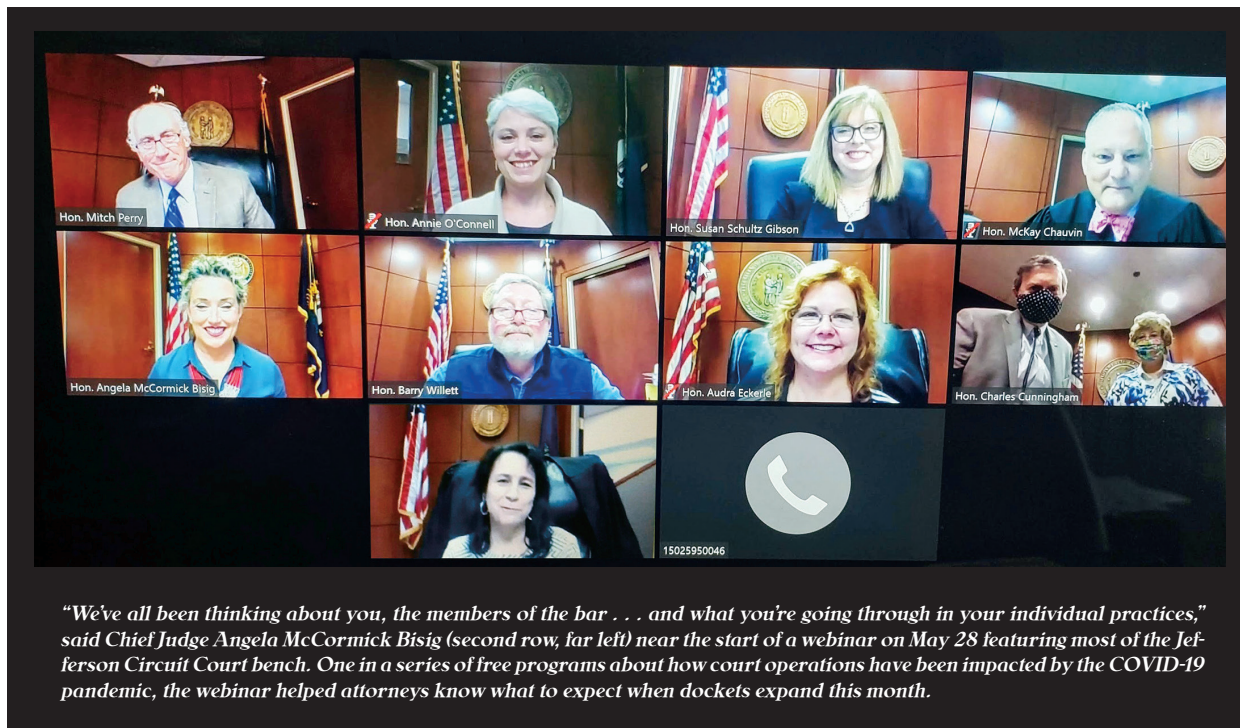 Hon. Mitch Perry
Hon. Annie O'Connell
Hon. Susan Schultz Gibson
Hon. McKay Chauvin
Hon. Angela McCormick Bisig
Hon. Barry Willett
Hon. Audra Eckerle
Hon. Charles Cunningham
15025950046
“We’ve all been thinking about you, the members of the bar . . . and what you’re going through in your individual practices,”
said Chief Judge Angela McCormick Bisig (second row, far left) near the start of a webinar on May 28 featuring most of the Jef-
ferson Circuit Court bench. One in a series of free programs about how court operations have been impacted by the COVID-19
pandemic, the webinar helped attorneys know what to expect when dockets expand this month.